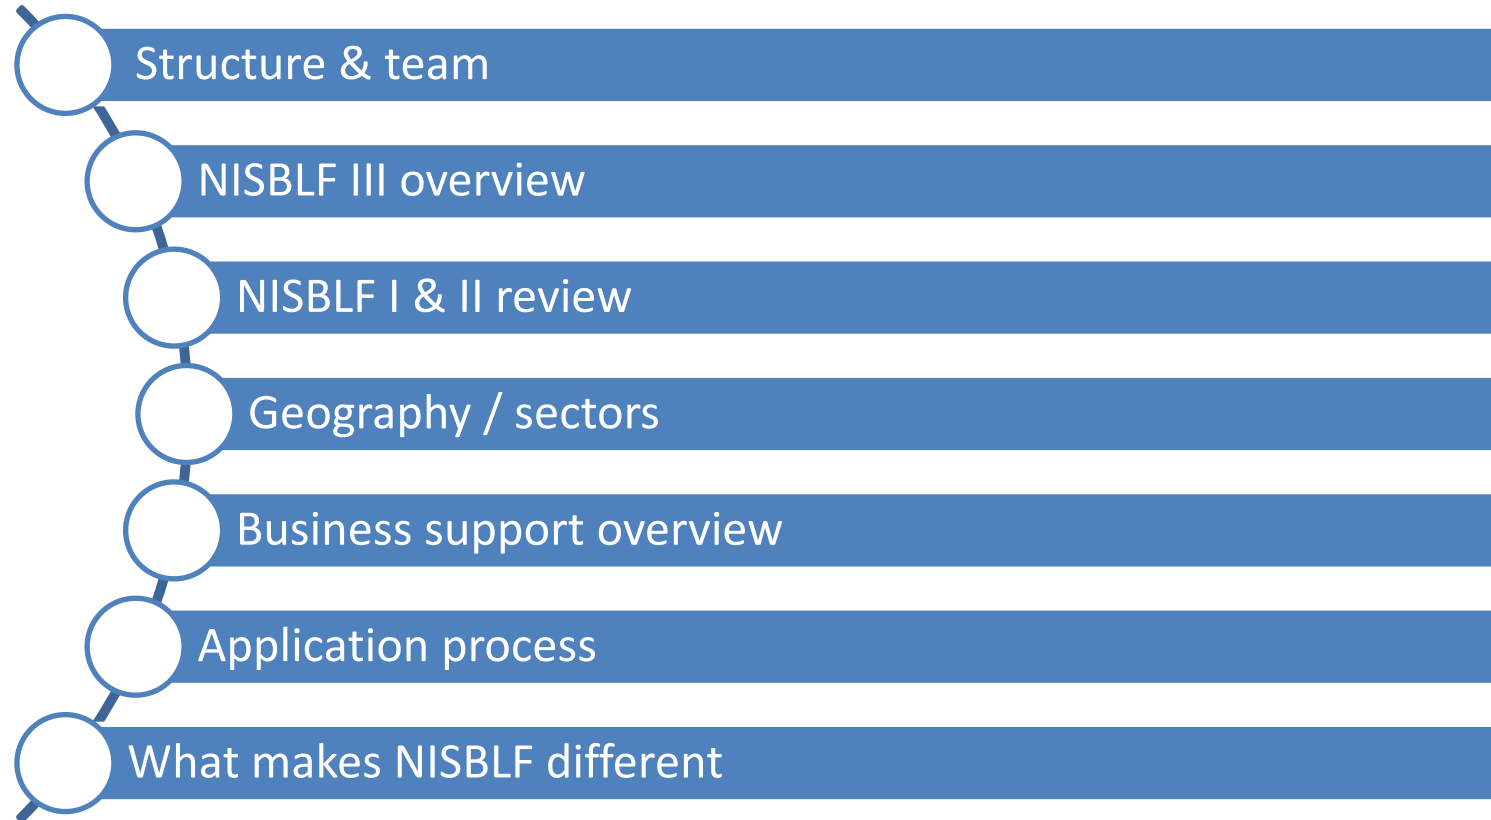 Structure & team
NISBLF III overview
NISBLF I & II review
Geography / sectors
Business support overview
Application process
What makes NISBLF different